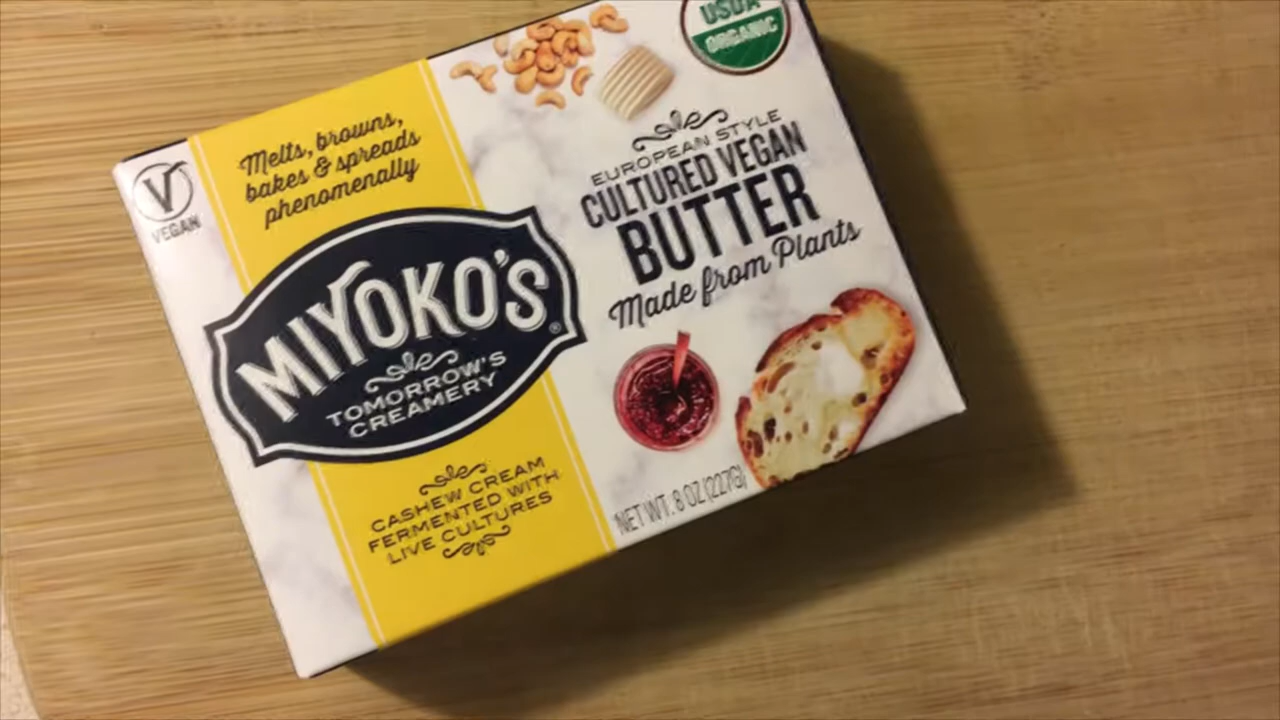 USDA
ORGANIC
Melts, browns,
bakes & spreads
phenomenally
V
VEGAN
MIYOKO'S®
TOMORROW'S
CREAMERY
CASHEW CREAM
FERMENTED WITH
LIVE CULTURES
EUROPEAN STYLE
CULTURED VEGAN
BUTTER
Made from Plants
NET WT. 8 OZ (227G)